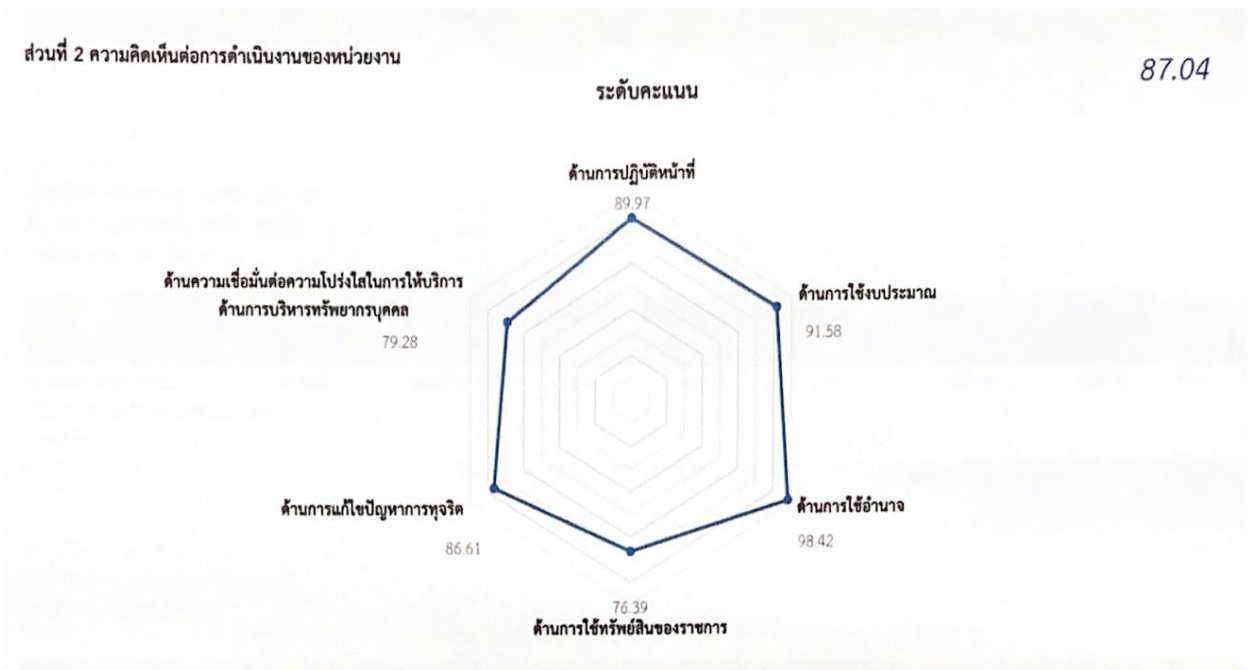 ส่วนที่ 2 ความคิดเห็นต่อการดำเนินงานของหน่วยงาน
87.04
ระดับคะแนน
ด้านการปฏิบัติหน้าที่
89.97
ด้านความเชื่อมั่นต่อความโปร่งใสในการให้บริการ
ด้านการบริหารทรัพยากรบุคคล
79.28
ด้านการใช้งบประมาณ
91.58
ด้านการแก้ไขปัญหาการทุจริต
86.61
ด้านการใช้อำนาจ
98.42
76.39
ด้านการใช้ทรัพย์สินของราชการ